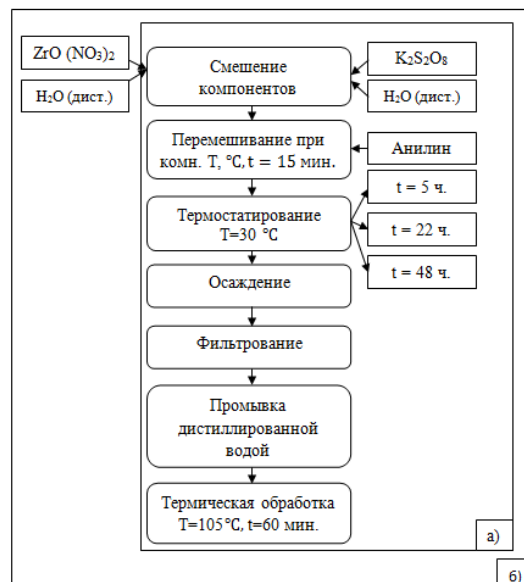 ZrO (NO₃)₂
H₂O (дист.)
Смешение
компонентов
K₂S₂O₈
H₂O (дист.)
Перемешивание при
комн. Т, ℃, t = 15 мин.
Анилин
Термостатирование
T=30 ℃
t = 5 ч.
t = 22 ч.
t = 48 ч.
Осаждение
Фильтрование
Промывка
дистиллированной
водой
Термическая обработка
T=105℃, t=60 мин.
а)
б)